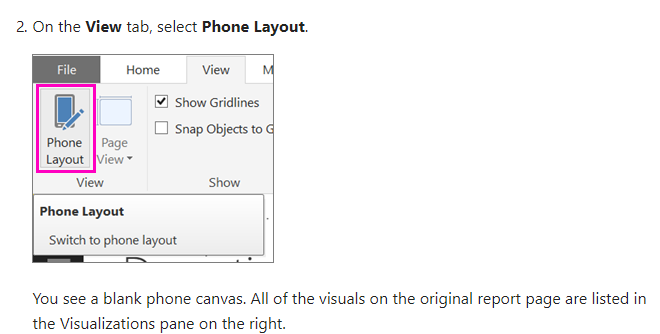 2. On the View tab, select Phone Layout.
File Home View M
Show Gridlines
Snap Objects to G
Phone Layout
Page View
View Show
Phone Layout
Switch to phone layout
You see a blank phone canvas. All of the visuals on the original report page are listed in
the Visualizations pane on the right.